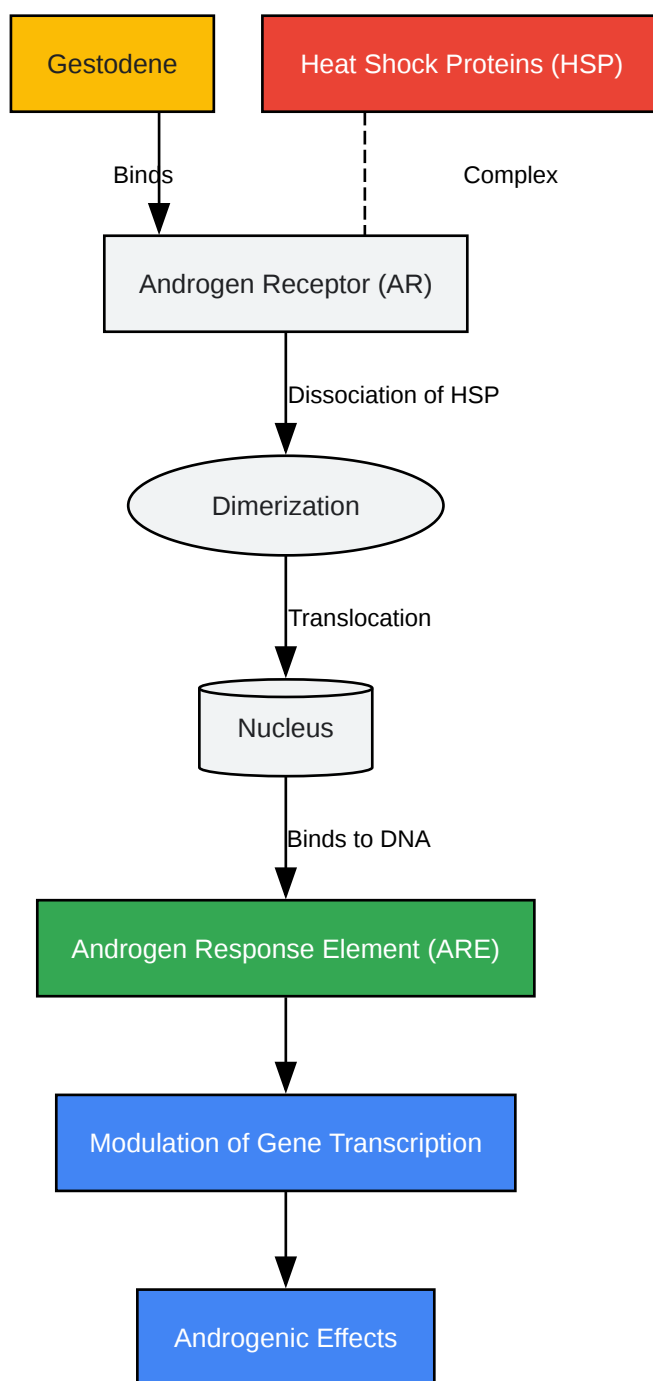 Gestodene
Heat Shock Proteins (HSP)
Binds
Complex
Androgen Receptor (AR)
Dissociation of HSP
Dimerization
Translocation
Nucleus
Binds to DNA
Androgen Response Element (ARE)
Modulation of Gene Transcription
Androgenic Effects